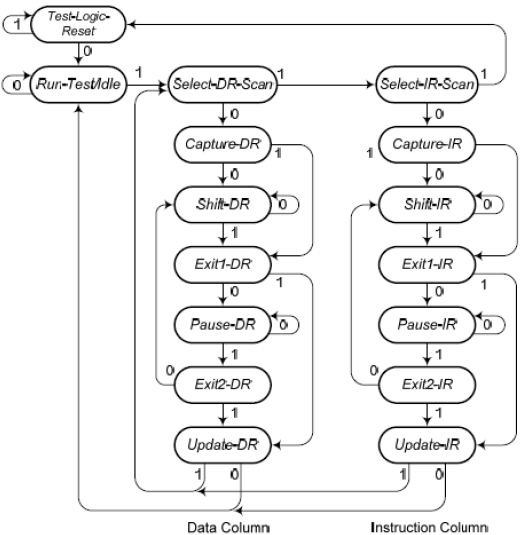 Test-Logic-
Reset
1
0
Run-Test/Idle
0
1
Select-DR-Scan
1
Select-IR-Scan
1
0
0
Capture-DR
1
1
Capture-IR
0
0
Shift-DR
0
Shift-IR
0
1
1
Exit1-DR
1
Exit1-IR
1
0
0
Pause-DR
0
Pause-IR
0
1
1
0
Exit2-DR
0
Exit2-IR
1
1
Update-DR
Update-IR
1
0
1
0
Data Column
Instruction Column